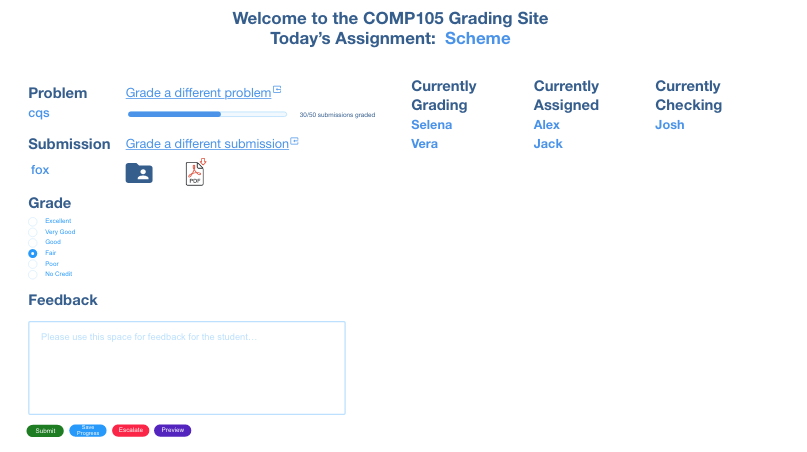 Welcome to the COMP105 Grading Site
Today's Assignment: Scheme
Problem
Grade a different problem
cqs
30/50 submissions graded
Submission
Grade a different submission
fox
PDF
Grade
Excellent
Very Good
Good
Fair
Poor
No Credit
Feedback
Please use this space for feedback for the student...
Submit
Save
Progress
Escalate
Preview
Currently
Grading
Selena
Vera
Currently
Assigned
Alex
Jack
Currently
Checking
Josh